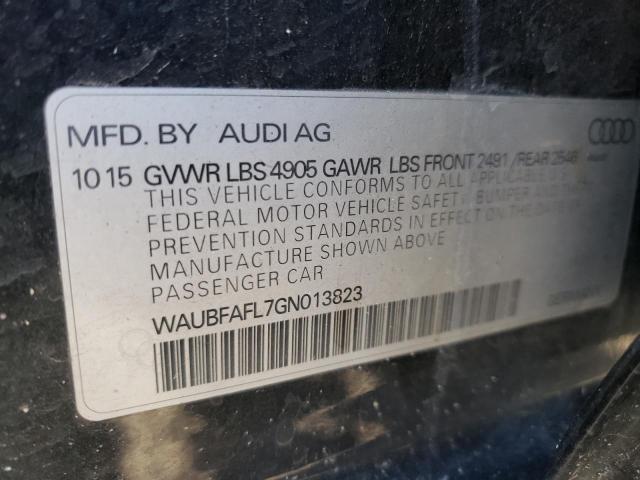 MFD. BY AUDI AG
10 15 GVWR LBS 4905 GAWR LBS FRONT 2491 /REAR 2546
THIS VEHICLE CONFORMS TO ALL APPLICABLE U.S.
FEDERAL MOTOR VEHICLE SAFETY BUMPER AND
PREVENTION STANDARDS IN EFFECT ON THE DATE OF
MANUFACTURE SHOWN ABOVE
PASSENGER CAR
WAUBFAFL7GN013823